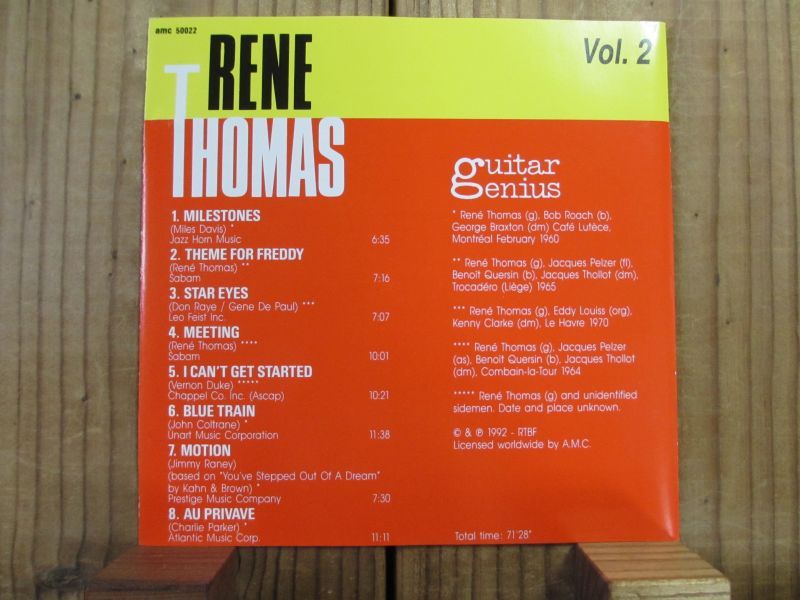 amc 50022
RENE
THOMAS
Vol. 2
guitar
genius
1. MILESTONES
(Miles Davis) *
Jazz Horn Music 6:35
2. THEME FOR FREDDY
(René Thomas) **
Sabam 7:16
3. STAR EYES
(Don Raye / Gene De Paul) ***
Leo Feist Inc. 7:07
4. MEETING
(René Thomas) ****
Sabam 10:01
5. I CAN'T GET STARTED
(Vernon Duke) *****
Chappel Co. Inc. (Ascap) 10:21
6. BLUE TRAIN
(John Coltrane) *
Unart Music Corporation 11:38
7. MOTION
(Jimmy Raney)
(based on "You've Stepped Out Of A Dream"
by Kahn & Brown) *
Prestige Music Company 7:30
8. AU PRIVAVE
(Charlie Parker) *
Atlantic Music Corp. 11:11
* René Thomas (g), Bob Roach (b),
George Braxton (dm) Café Lutèce,
Montréal February 1960
** René Thomas (g), Jacques Pelzer (fl),
Benoît Quersin (b), Jacques Thollot (dm),
Trocadéro (Liège) 1965
*** René Thomas (g), Eddy Louiss (org),
Kenny Clarke (dm), Le Havre 1970
**** René Thomas (g), Jacques Pelzer
(as), Benoît Quersin (b), Jacques Thollot
(dm), Combain-la-Tour 1964
***** René Thomas (g) and unidentified
sidemen. Date and place unknown.
© & ℗ 1992 - RTBF
Licensed worldwide by A.M.C.
Total time: 71'28"